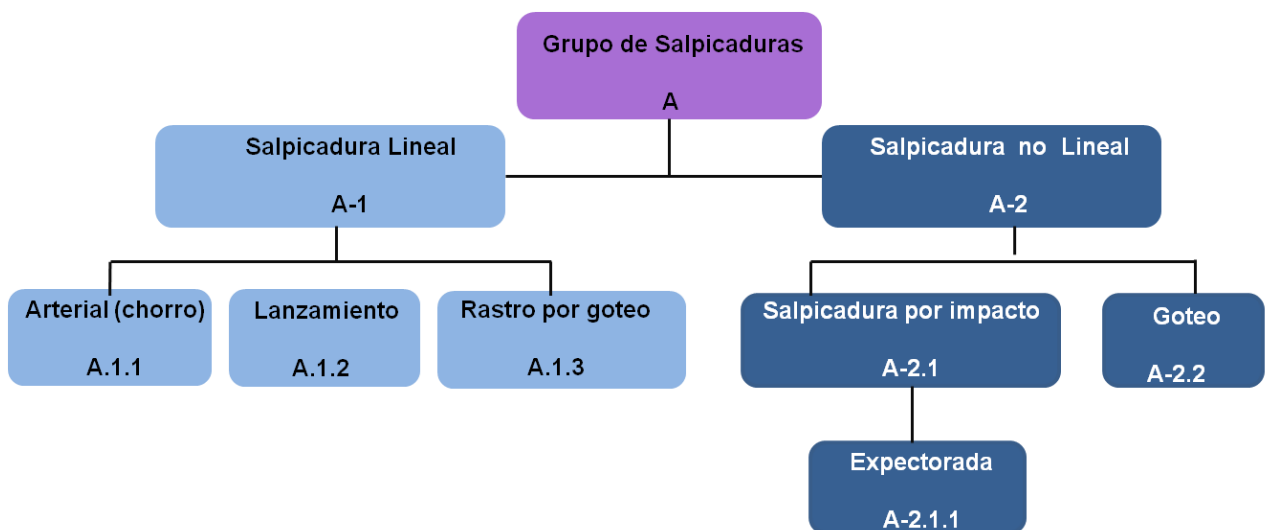 Grupo de Salpicaduras
A
Salpicadura Lineal
A-1
Salpicadura no Lineal
A-2
Arterial (chorro)
A.1.1
Lanzamiento
A.1.2
Rastro por goteo
A.1.3
Salpicadura por impacto
A-2.1
Goteo
A-2.2
Expectorada
A-2.1.1